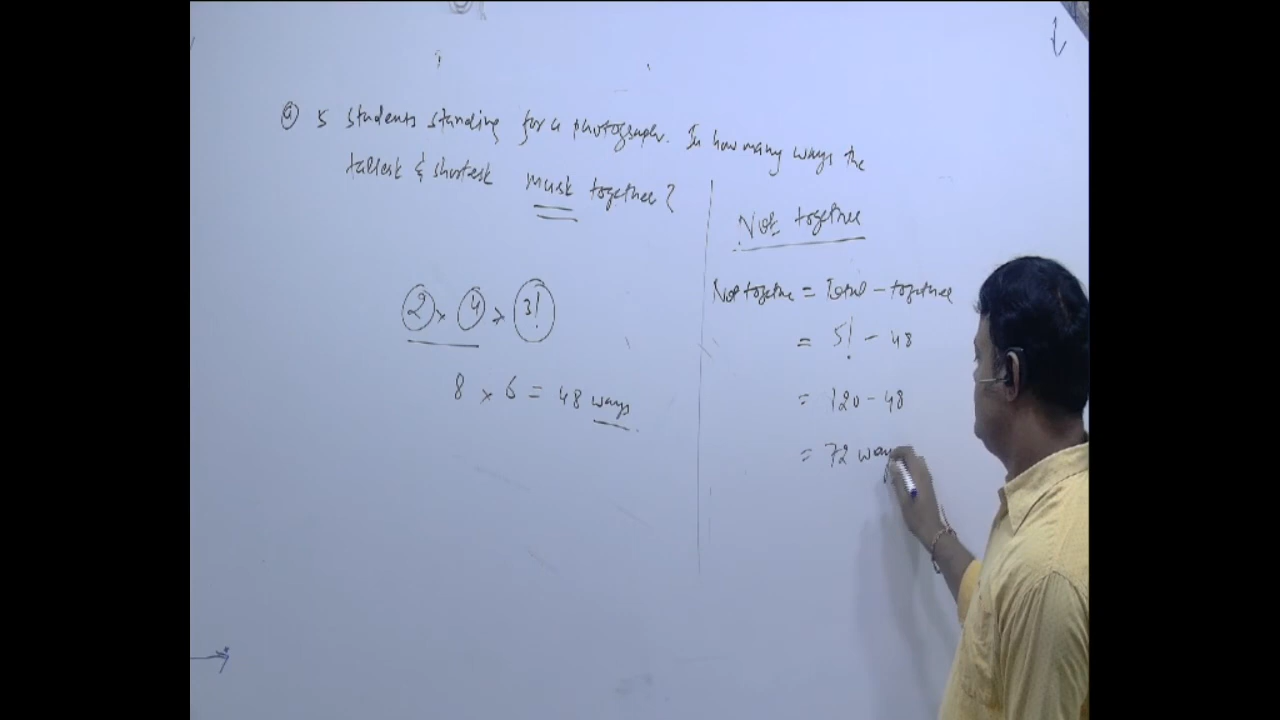 Q 5 students standing for a photograph. In how many ways the
tallest & shortest must together?
2 × 4 × 3!
8 × 6 = 48 ways
Not together
Not together = Total - together
= 5! - 48
= 120 - 48
= 72 way